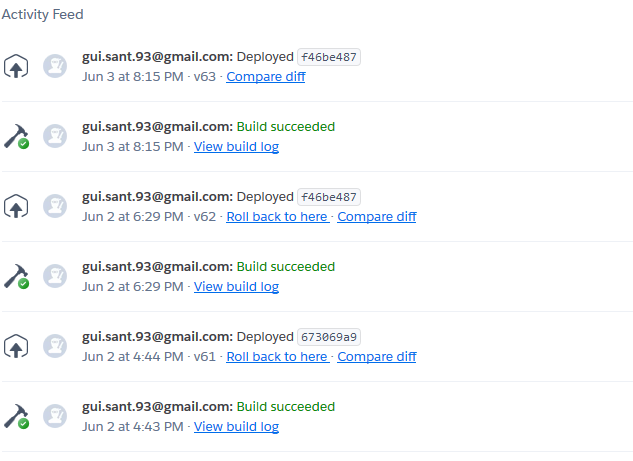 Activity Feed
gui.sant.93@gmail.com: Deployed f46be487
Jun 3 at 8:15 PM · v63 · Compare diff
gui.sant.93@gmail.com: Build succeeded
Jun 3 at 8:15 PM · View build log
gui.sant.93@gmail.com: Deployed f46be487
Jun 2 at 6:29 PM · v62 · Roll back to here · Compare diff
gui.sant.93@gmail.com: Build succeeded
Jun 2 at 6:29 PM · View build log
gui.sant.93@gmail.com: Deployed 673069a9
Jun 2 at 4:44 PM · v61 · Roll back to here · Compare diff
gui.sant.93@gmail.com: Build succeeded
Jun 2 at 4:43 PM · View build log